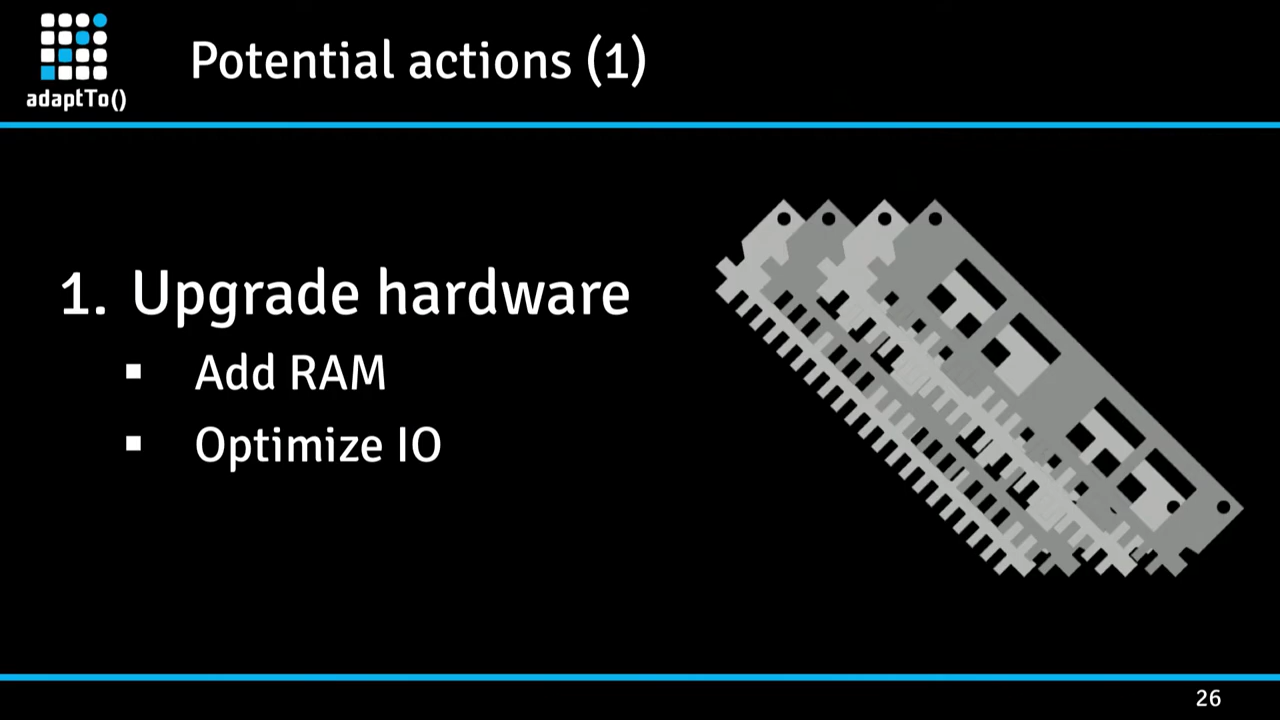 adaptTo()
Potential actions (1)
1. Upgrade hardware
▪ Add RAM
▪ Optimize IO
26